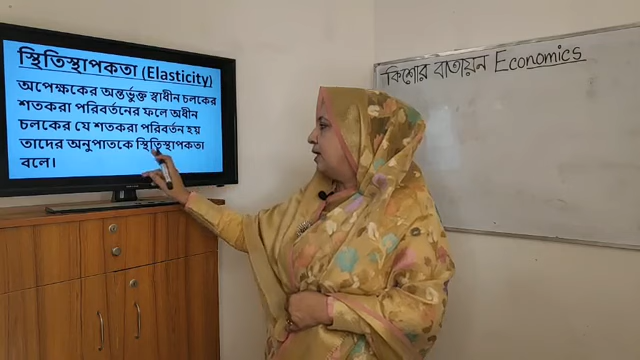 স্থিতিস্থাপকতা (Elasticity)
অপেক্ষকের অন্তর্ভুক্ত স্বাধীন চলকের
শতকরা পরিবর্তনের ফলে অধীন
চলকের যে শতকরা পরিবর্তন হয়
তাদের অনুপাতকে স্থিতিস্থাপকতা
বলে।
কিশোর বাতায়ন Economics